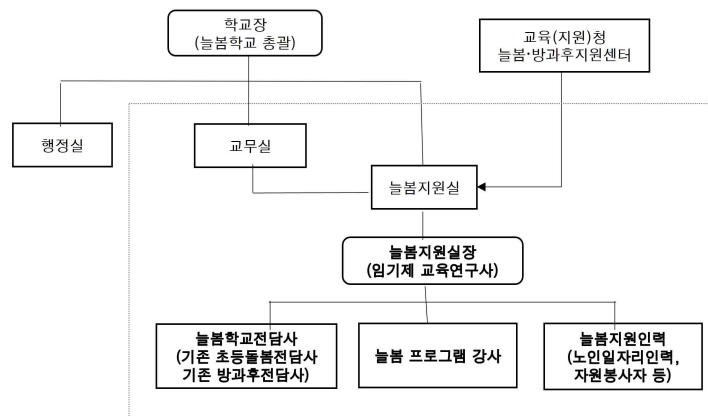 학교장
(늘봄학교 총괄)
교육(지원)청
늘봄·방과후지원센터
행정실
교무실
늘봄지원실
늘봄지원실장
(임기제 교육연구사)
늘봄학교전담사
(기존 초등돌봄전담사
기존 방과후전담사)
늘봄 프로그램 강사
늘봄지원인력
(노인일자리인력,
자원봉사자 등)